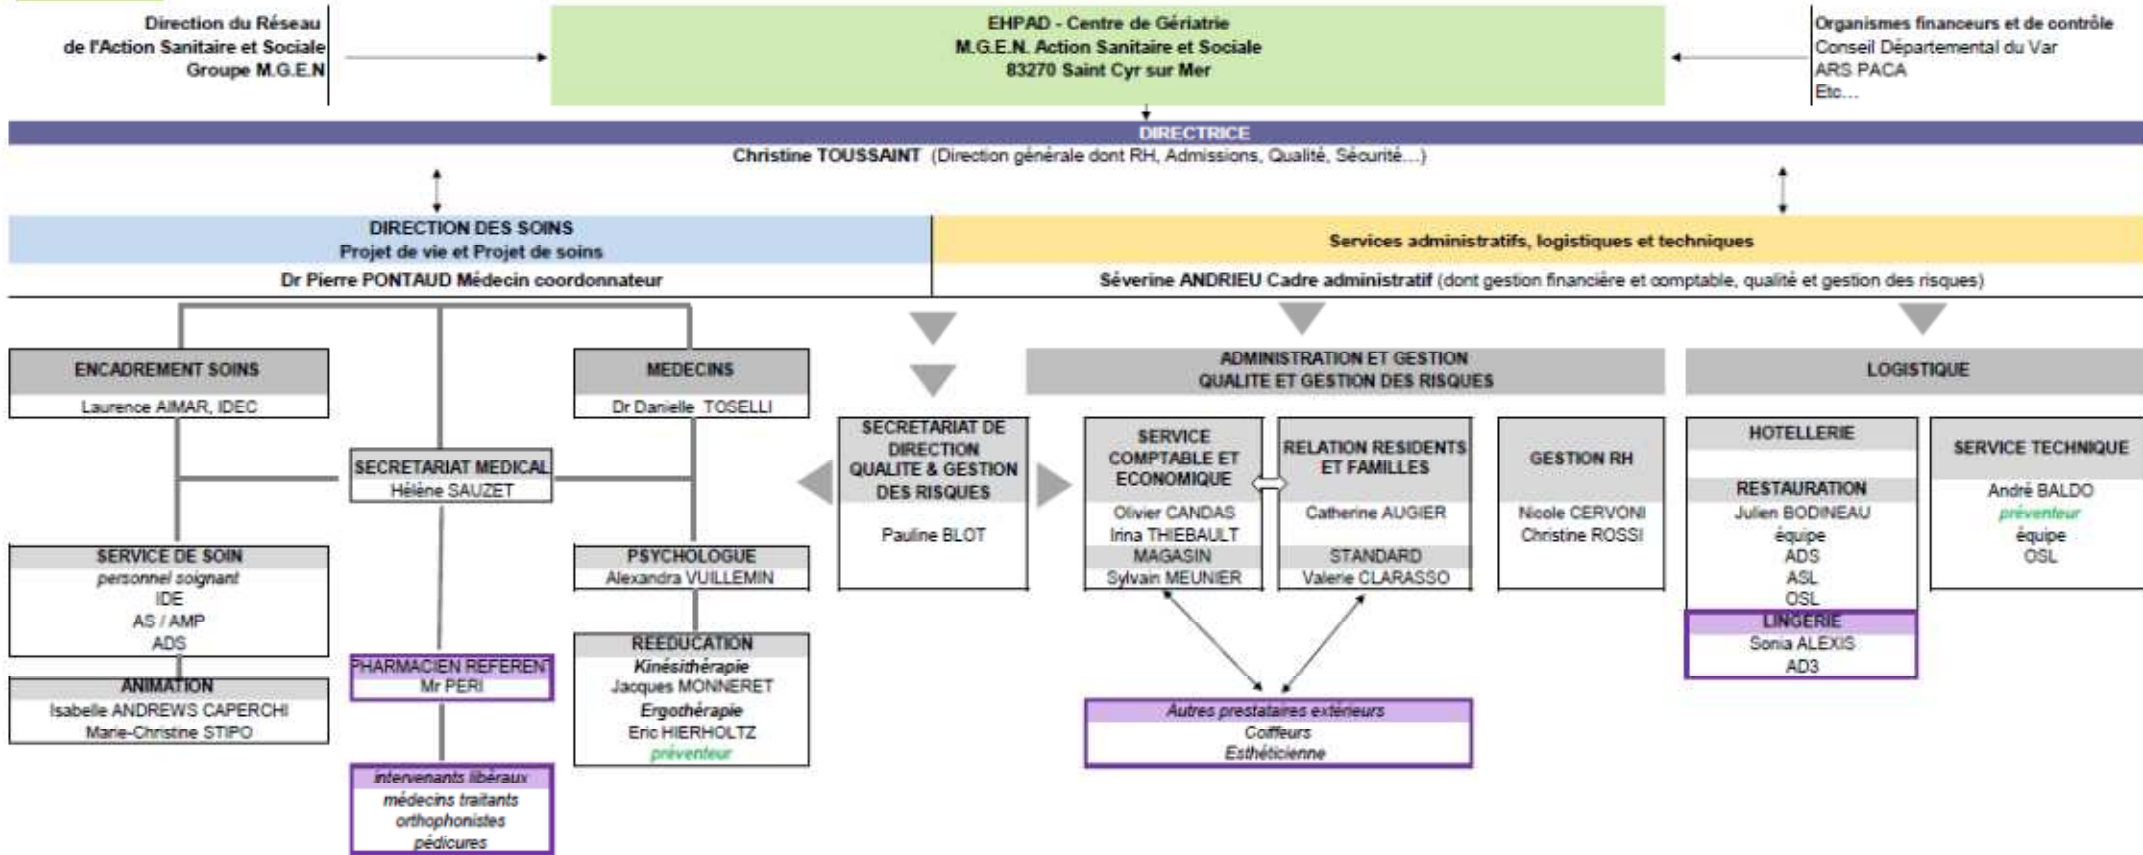 Direction du Réseau
de l'Action Sanitaire et Sociale
Groupe M.G.E.N
EHPAD - Centre de Gériatrie
M.G.E.N. Action Sanitaire et Sociale
83270 Saint Cyr sur Mer
Organismes financeurs et de contrôle
Conseil Départemental du Var
ARS PACA
Etc...
DIRECTRICE
Christine TOUSSAINT (Direction générale dont RH, Admissions, Qualité, Sécurité...)
DIRECTION DES SOINS
Projet de vie et Projet de soins
Dr Pierre PONTAUD Médecin coordonnateur
Services administratifs, logistiques et techniques
Séverine ANDRIEU Cadre administratif (dont gestion financière et comptable, qualité et gestion des risques)
ENCADREMENT SOINS
Laurence AIMAR, IDEC
MEDECINS
Dr Danielle TOSELLI
SECRETARIAT MEDICAL
Hélène SAUZET
SERVICE DE SOIN
personnel soignant
IDE
AS / AMP
ADS
ANIMATION
Isabelle ANDREWS CAPERCHI
Marie-Christine STIPO
PHARMACIEN REFERENT
Mr PERI
intervenants libéraux
médecins traitants
orthophonistes
pédicures
PSYCHOLOGUE
Alexandra VUILLEMIN
REEDUCATION
Kinésithérapie
Jacques MONNERET
Ergothérapie
Eric HIERHOLTZ
préventeur
SECRETARIAT DE
DIRECTION
QUALITE & GESTION
DES RISQUES
Pauline BLOT
ADMINISTRATION ET GESTION
QUALITE ET GESTION DES RISQUES
SERVICE
COMPTABLE ET
ECONOMIQUE
Olivier CANDAS
Irina THIEBAULT
MAGASIN
Sylvain MEUNIER
RELATION RESIDENTS
ET FAMILLES
Catherine AUGIER
STANDARD
Valerie CLARASSO
GESTION RH
Nicole CERVONI
Christine ROSSI
Autres prestataires extérieurs
Coiffeurs
Esthéticienne
LOGISTIQUE
HOTELLERIE
RESTAURATION
Julien BODINEAU
équipe
ADS
ASL
OSL
LINGERIE
Sonia ALEXIS
AD3
SERVICE TECHNIQUE
André BALDO
préventeur
équipe
OSL